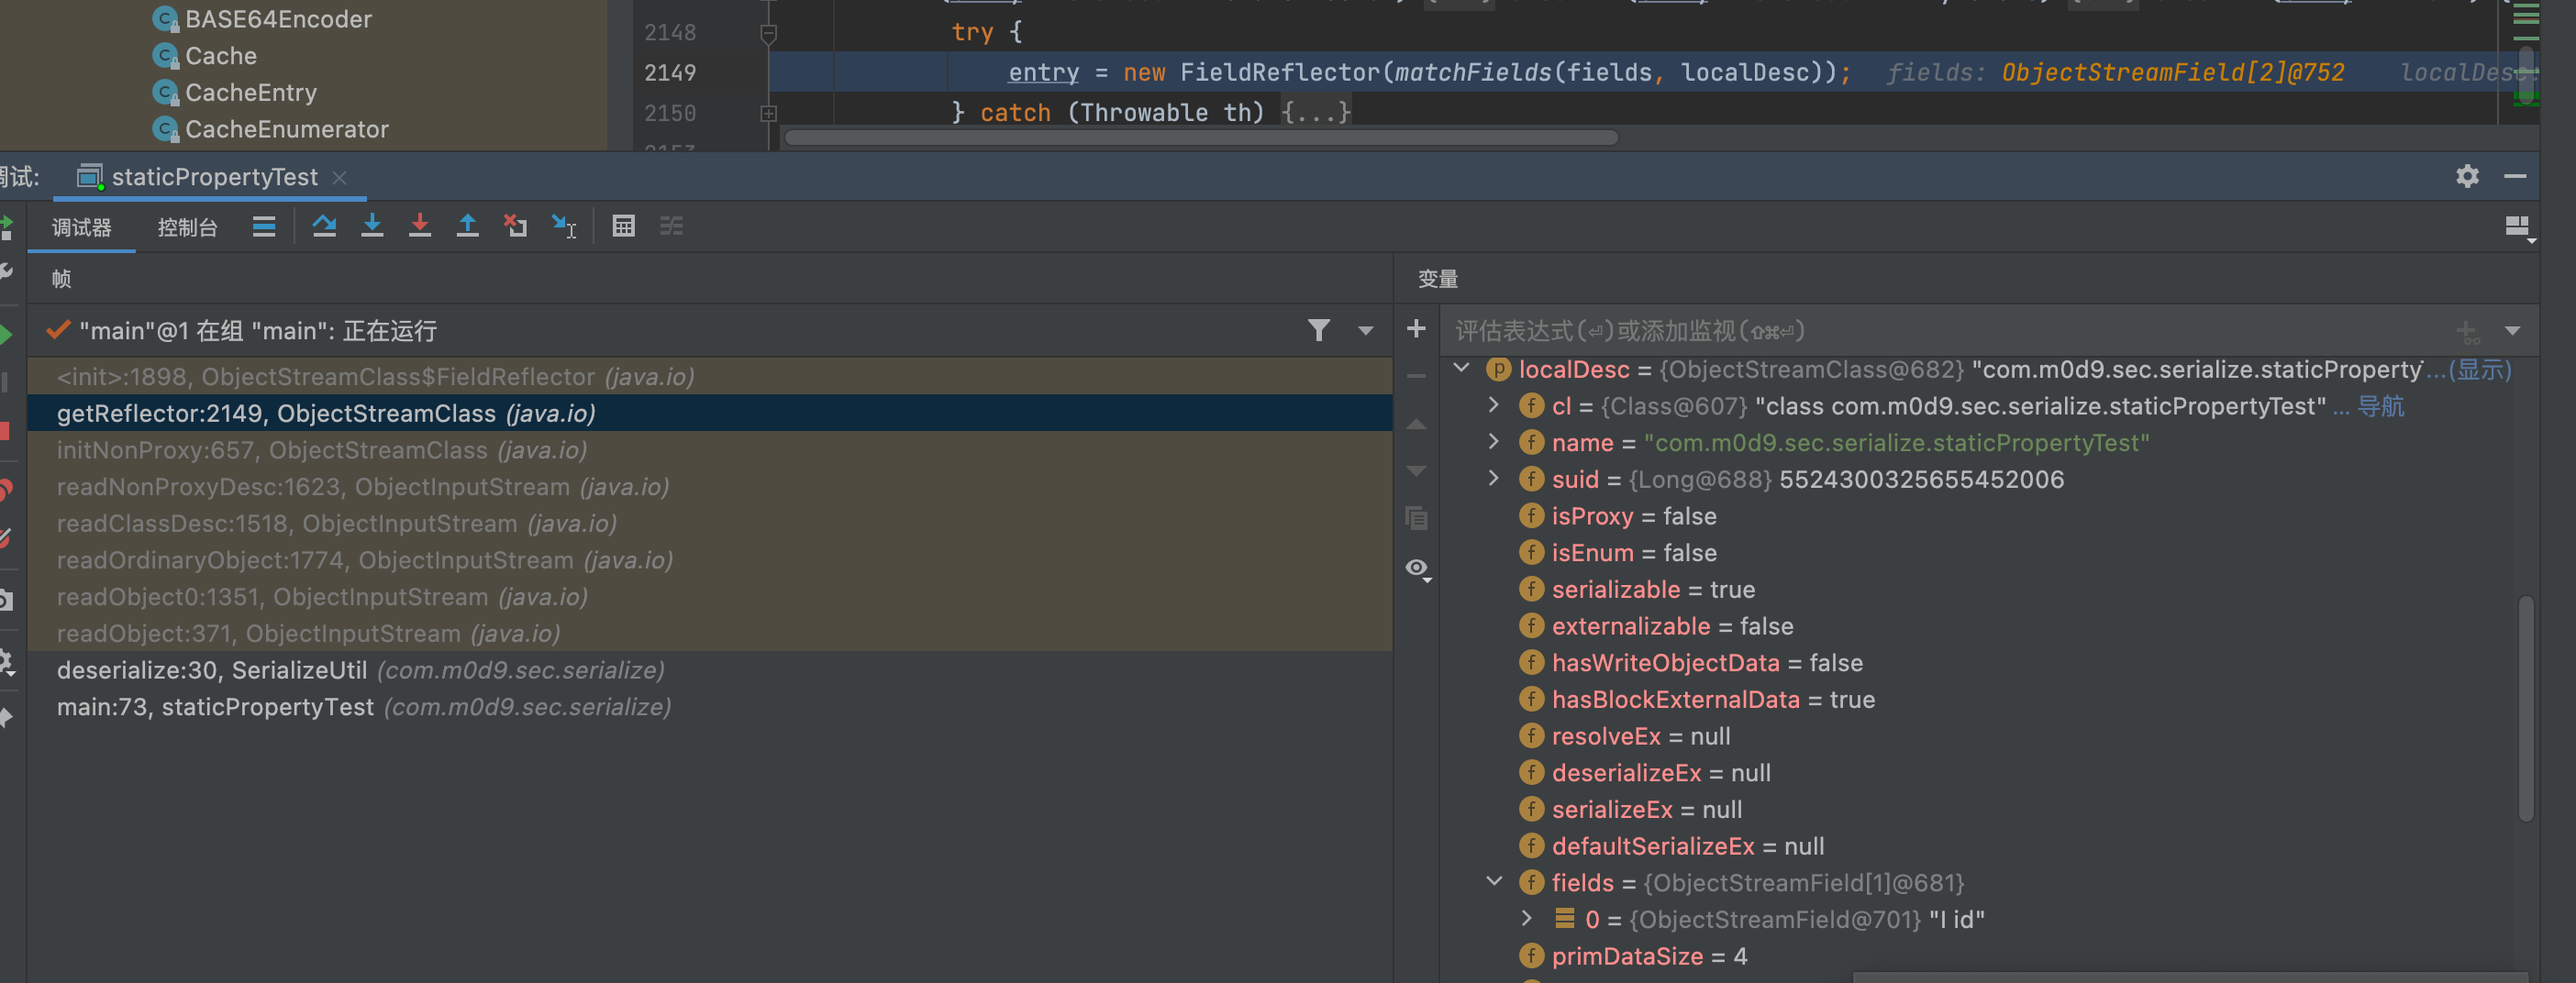 BASE64Encoder
Cache
CacheEntry
CacheEnumerator
2148 try {
2149 entry = new FieldReflector(matchFields(fields, localDesc)); fields: ObjectStreamField[2]@752 localDesc:
2150 } catch (Throwable th) {...}
调试: staticPropertyTest
调试器 控制台
帧
"main"@1 在组 "main": 正在运行
<init>:1898, ObjectStreamClass$FieldReflector (java.io)
getReflector:2149, ObjectStreamClass (java.io)
initNonProxy:657, ObjectStreamClass (java.io)
readNonProxyDesc:1623, ObjectInputStream (java.io)
readClassDesc:1518, ObjectInputStream (java.io)
readOrdinaryObject:1774, ObjectInputStream (java.io)
readObject0:1351, ObjectInputStream (java.io)
readObject:371, ObjectInputStream (java.io)
deserialize:30, SerializeUtil (com.m0d9.sec.serialize)
main:73, staticPropertyTest (com.m0d9.sec.serialize)
变量
评估表达式(⏎)或添加监视(⇧⌘⏎)
localDesc = {ObjectStreamClass@682} "com.m0d9.sec.serialize.staticProperty ...(显示)
cl = {Class@607} "class com.m0d9.sec.serialize.staticPropertyTest" ... 导航
name = "com.m0d9.sec.serialize.staticPropertyTest"
suid = {Long@688} 5524300325655452006
isProxy = false
isEnum = false
serializable = true
externalizable = false
hasWriteObjectData = false
hasBlockExternalData = true
resolveEx = null
deserializeEx = null
serializeEx = null
defaultSerializeEx = null
fields = {ObjectStreamField[1]@681}
0 = {ObjectStreamField@701} "I id"
primDataSize = 4